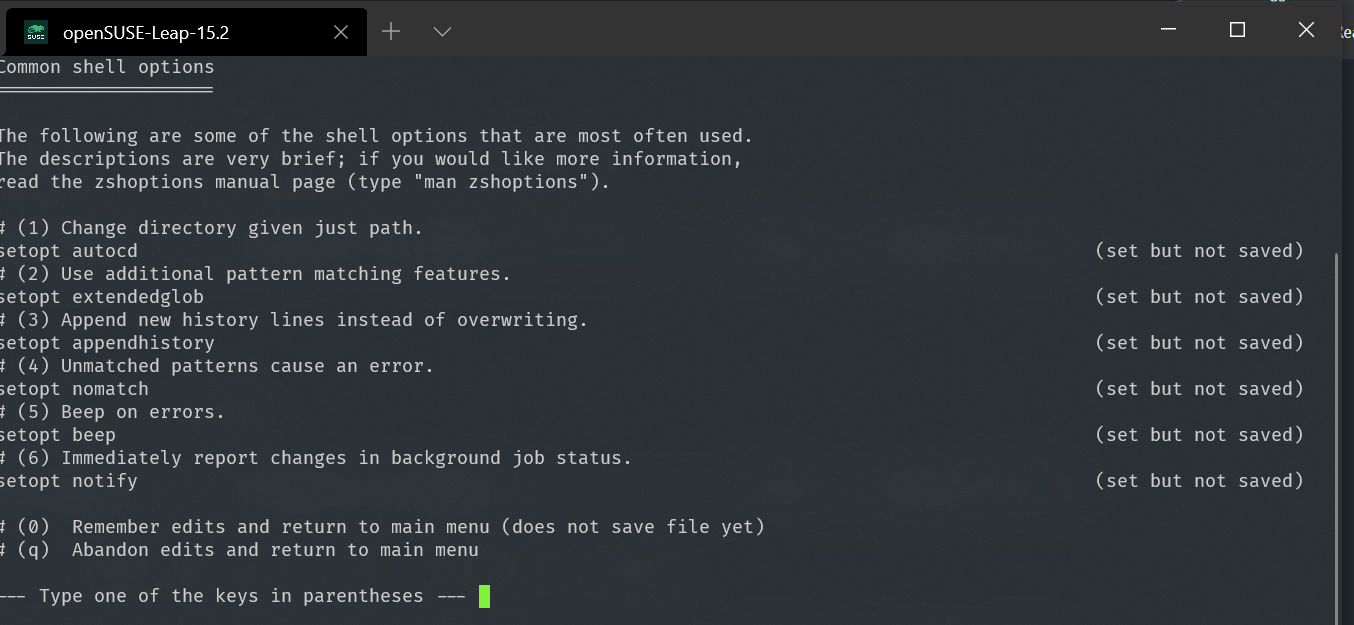 openSUSE-Leap-15.2
SUSE
Common shell options
====================
The following are some of the shell options that are most often used.
The descriptions are very brief; if you would like more information,
read the zshoptions manual page (type "man zshoptions").
# (1) Change directory given just path.
setopt autocd (set but not saved)
# (2) Use additional pattern matching features.
setopt extendedglob (set but not saved)
# (3) Append new history lines instead of overwriting.
setopt appendhistory (set but not saved)
# (4) Unmatched patterns cause an error.
setopt nomatch (set but not saved)
# (5) Beep on errors.
setopt beep (set but not saved)
# (6) Immediately report changes in background job status.
setopt notify (set but not saved)
# (0)  Remember edits and return to main menu (does not save file yet)
# (q)  Abandon edits and return to main menu
--- Type one of the keys in parentheses ---